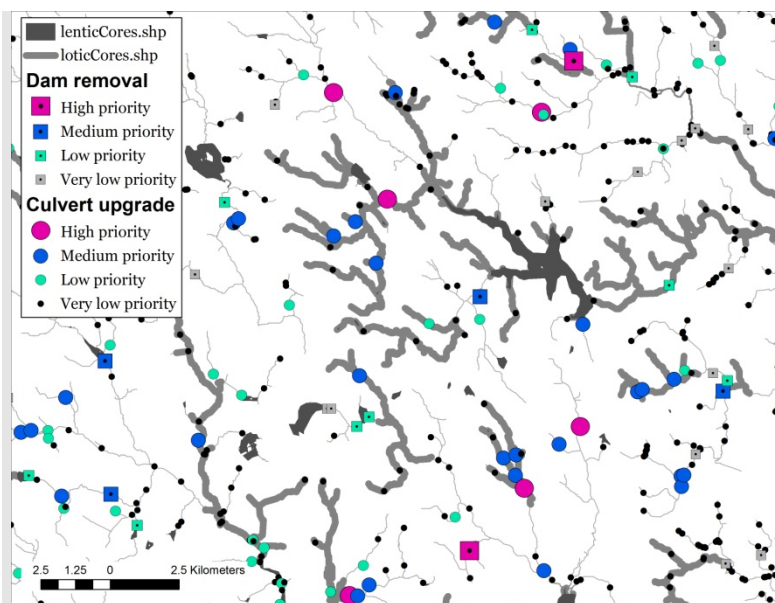 lenticCores.shp
loticCores.shp
Dam removal
High priority
Medium priority
Low priority
Very low priority
Culvert upgrade
High priority
Medium priority
Low priority
Very low priority
2.5 1.25 0 2.5 Kilometers